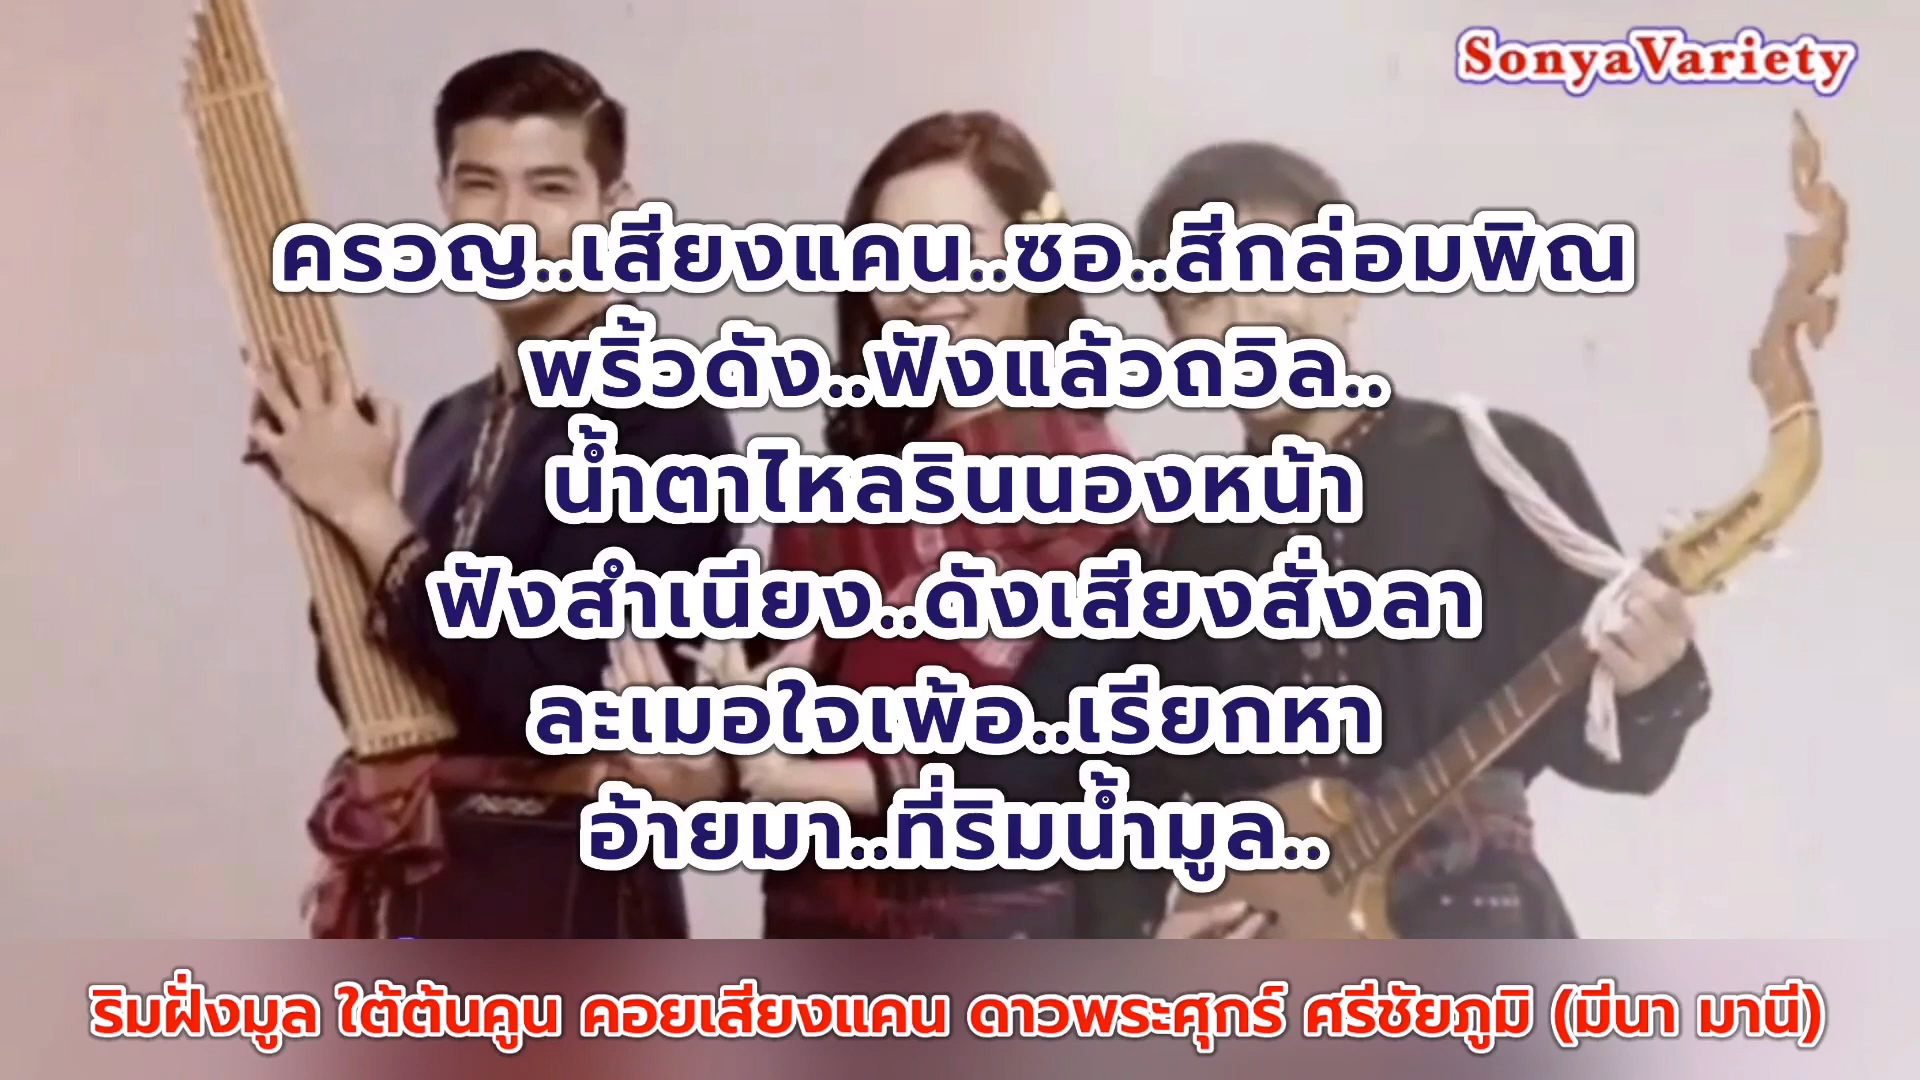 SonyaVariety
ครวญ..เสียงแคน..ซอ..สีกล่อมพิณ
พริ้วดัง..ฟังแล้วถวิล..
น้ำตาไหลรินนองหน้า
ฟังสำเนียง..ดังเสียงสั่งลา
ละเมอใจเพ้อ..เรียกหา
อ้ายมา..ที่ริมน้ำมูล..
ริมฝั่งมูล ใต้ต้นคูน คอยเสียงแคน ดาวพระศุกร์ ศรีชัยภูมิ (มีนา มานี)